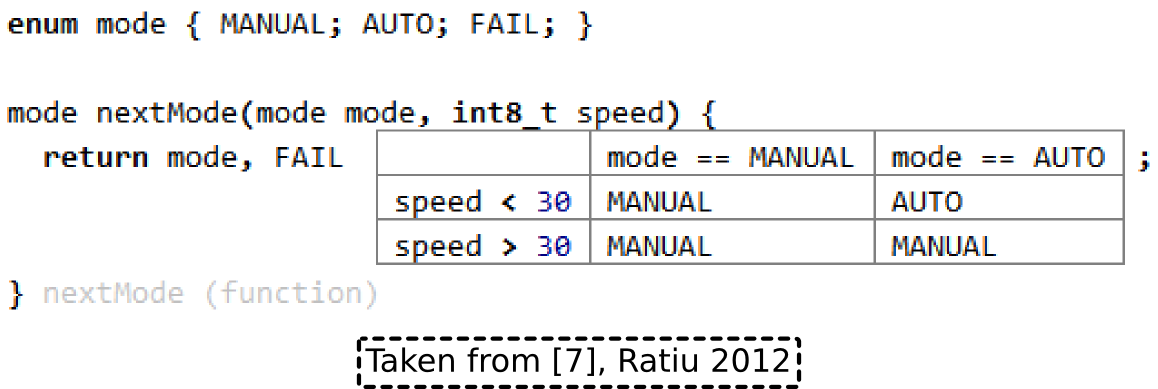 enum mode { MANUAL; AUTO; FAIL; }
mode nextMode(mode mode, int8_t speed) {
return mode, FAIL mode == MANUAL mode == AUTO ;
speed < 30 MANUAL AUTO
speed > 30 MANUAL MANUAL
} nextMode (function)
Taken from [7], Ratiu 2012